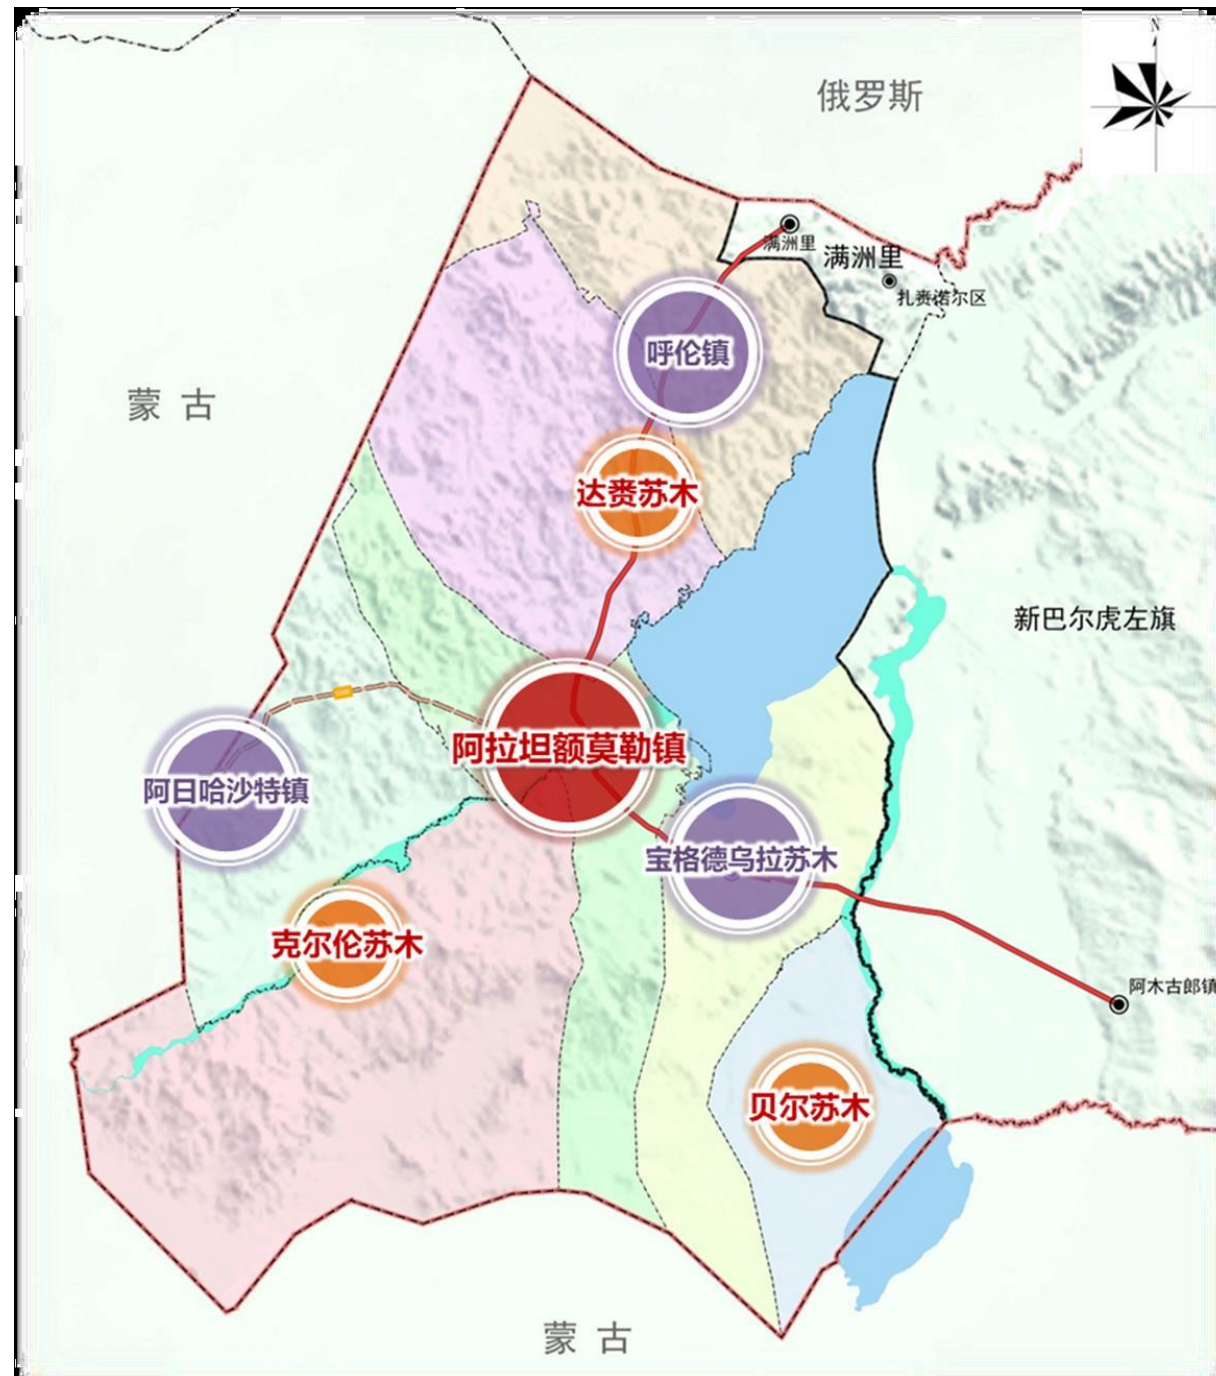 N
俄罗斯
满洲里
满洲里
扎赉诺尔区
呼伦镇
蒙 古
达赉苏木
新巴尔虎左旗
阿拉坦额莫勒镇
阿日哈沙特镇
宝格德乌拉苏木
克尔伦苏木
阿木古郎镇
贝尔苏木
蒙 古